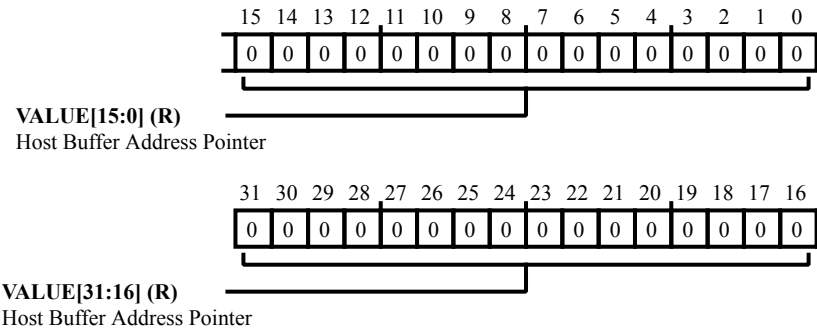 15 14 13 12 11 10 9 8 7 6 5 4 3 2 1 0
0 0 0 0 0 0 0 0 0 0 0 0 0 0 0 0
VALUE[15:0] (R)
Host Buffer Address Pointer
31 30 29 28 27 26 25 24 23 22 21 20 19 18 17 16
0 0 0 0 0 0 0 0 0 0 0 0 0 0 0 0
VALUE[31:16] (R)
Host Buffer Address Pointer